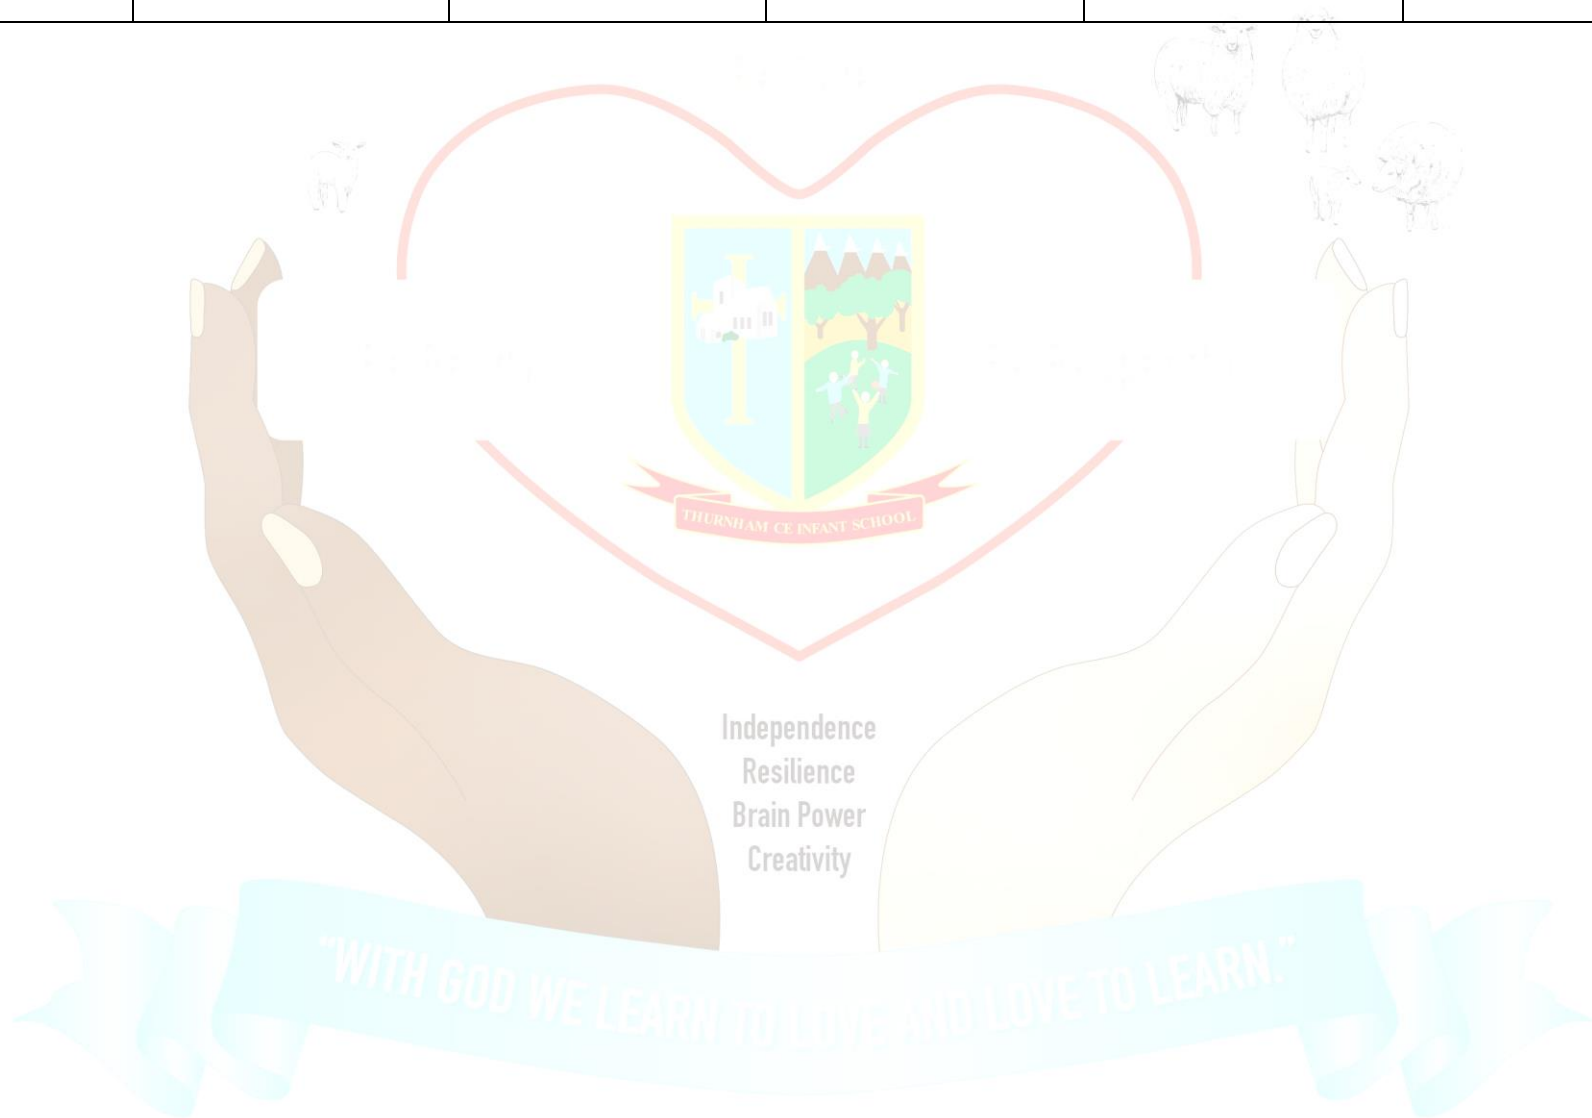 THURNHAM CE INFANT SCHOOL
Independence
Resilience
Brain Power
Creativity
“WITH GOD WE LEARN TO LOVE AND LOVE TO LEARN.”